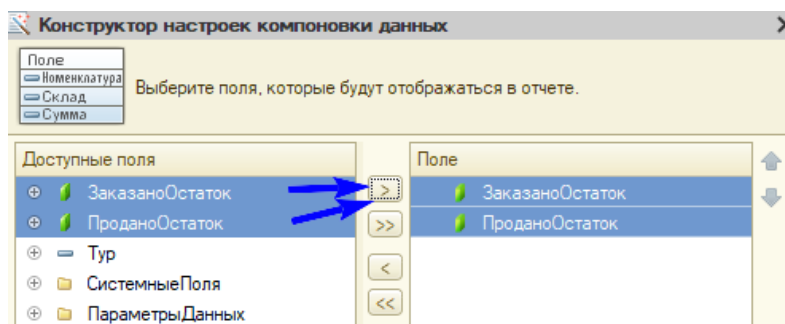 Конструктор настроек компоновки данных
Поле
Номенклатура
Склад
Сумма
Выберите поля, которые будут отображаться в отчете.
Доступные поля
ЗаказаноОстаток
ПроданоОстаток
Тур
СистемныеПоля
ПараметрыДанных
>
>>
<
<<
Поле
ЗаказаноОстаток
ПроданоОстаток